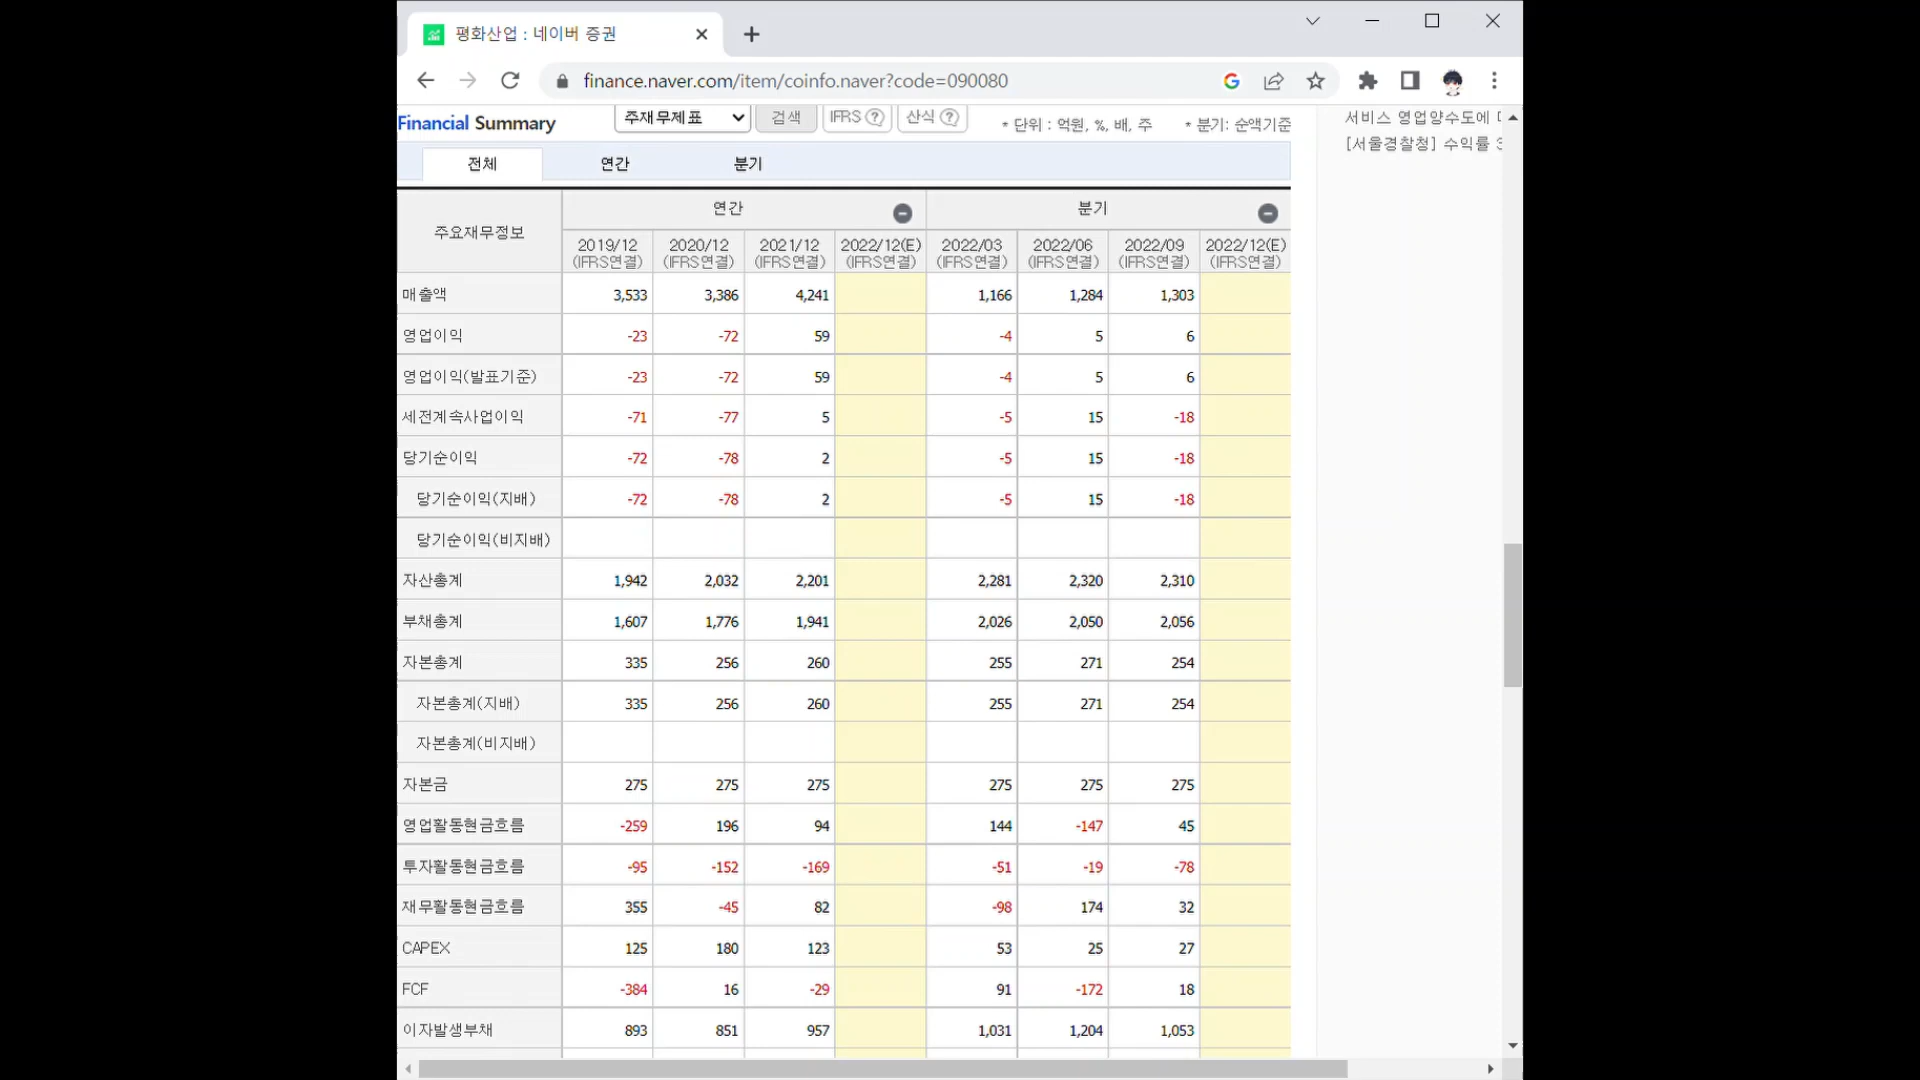 평화산업 : 네이버 증권
finance.naver.com/item/coinfo.naver?code=090080
Financial Summary 주재무제표 검색 IFRS ? 산식 ? * 단위 : 억원, %, 배, 주 * 분기: 순액기준
서비스 영업양수도에
[서울경찰청] 수익률
전체 연간 분기
주요재무정보 연간 분기
2019/12 2020/12 2021/12 2022/12(E) 2022/03 2022/06 2022/09 2022/12(E)
(IFRS연결) (IFRS연결) (IFRS연결) (IFRS연결) (IFRS연결) (IFRS연결) (IFRS연결) (IFRS연결)
매출액 3,533 3,386 4,241 1,166 1,284 1,303
영업이익 -23 -72 59 -4 5 6
영업이익(발표기준) -23 -72 59 -4 5 6
세전계속사업이익 -71 -77 5 -5 15 -18
당기순이익 -72 -78 2 -5 15 -18
당기순이익(지배) -72 -78 2 -5 15 -18
당기순이익(비지배)
자산총계 1,942 2,032 2,201 2,281 2,320 2,310
부채총계 1,607 1,776 1,941 2,026 2,050 2,056
자본총계 335 256 260 255 271 254
자본총계(지배) 335 256 260 255 271 254
자본총계(비지배)
자본금 275 275 275 275 275 275
영업활동현금흐름 -259 196 94 144 -147 45
투자활동현금흐름 -95 -152 -169 -51 -19 -78
재무활동현금흐름 355 -45 82 -98 174 32
CAPEX 125 180 123 53 25 27
FCF -384 16 -29 91 -172 18
이자발생부채 893 851 957 1,031 1,204 1,053